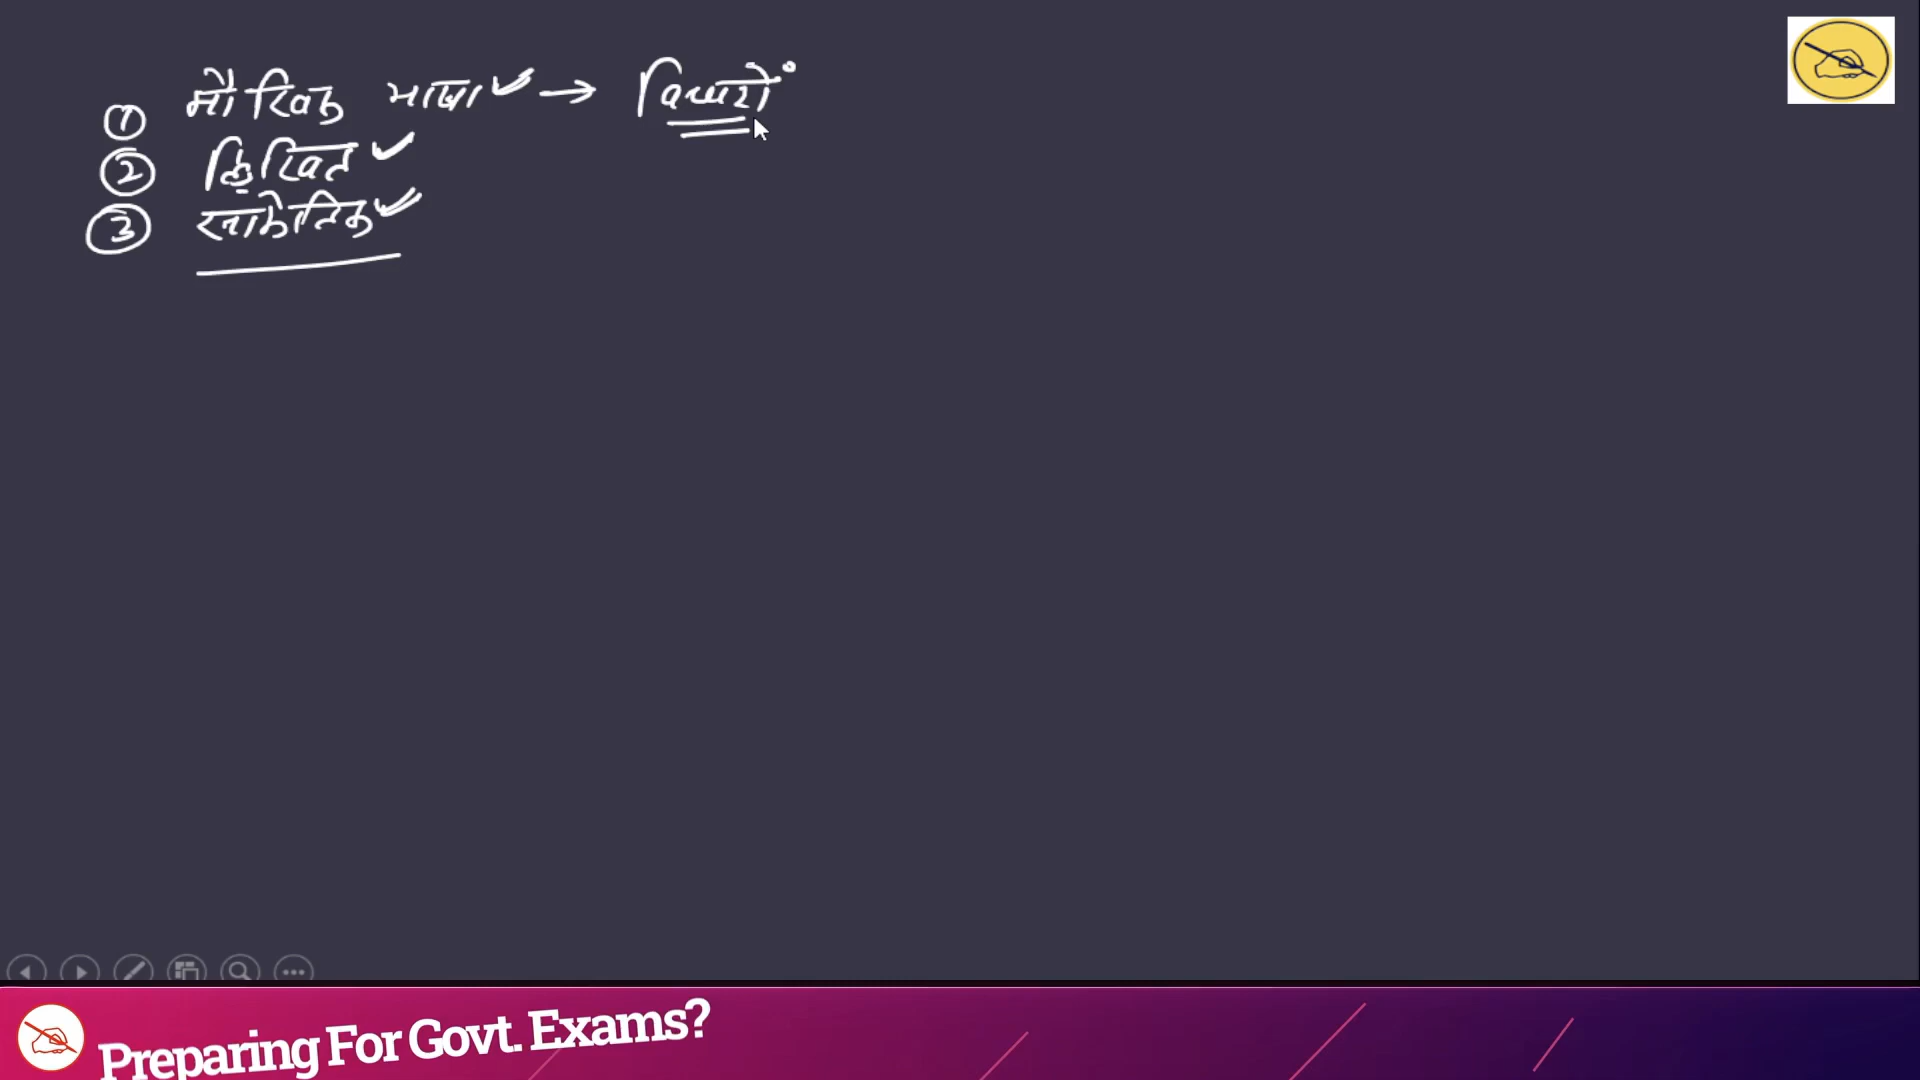 ① मौखिक भाषा → विचारों
② लिखित
③ सांकेतिक
Preparing For Govt. Exams?